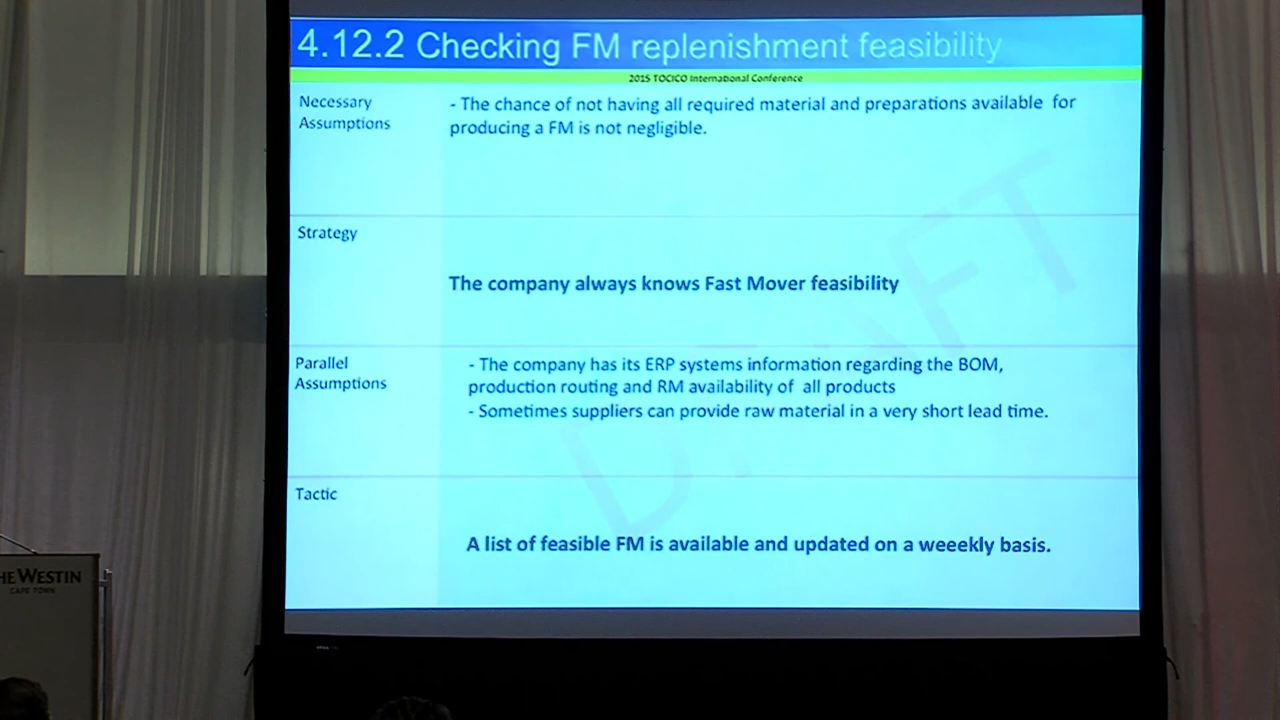 4.12.2 Checking FM replenishment feasibility
2015 TOCICO International Conference
Necessary
Assumptions
- The chance of not having all required material and preparations available for
producing a FM is not negligible.
Strategy
The company always knows Fast Mover feasibility
Parallel
Assumptions
- The company has its ERP systems information regarding the BOM,
production routing and RM availability of all products
- Sometimes suppliers can provide raw material in a very short lead time.
Tactic
A list of feasible FM is available and updated on a weeekly basis.
DRAFT
HE WESTIN
CAPE TOWN